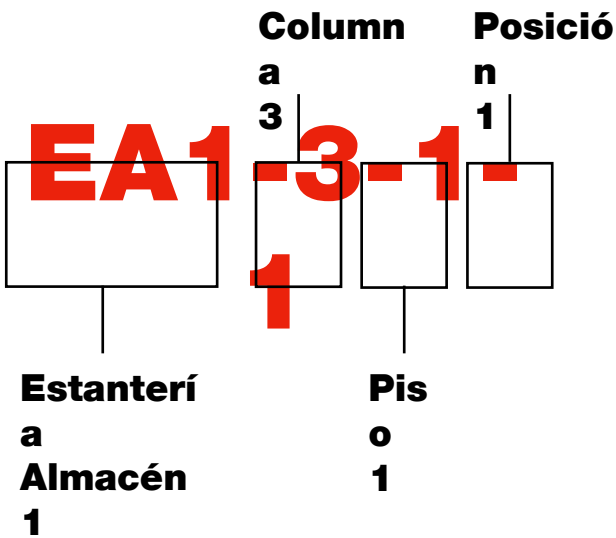 Column
a
3
Posició
n
1
EA1-3-1-
1
Estanterí
a
Almacén
1
Pis
o
1